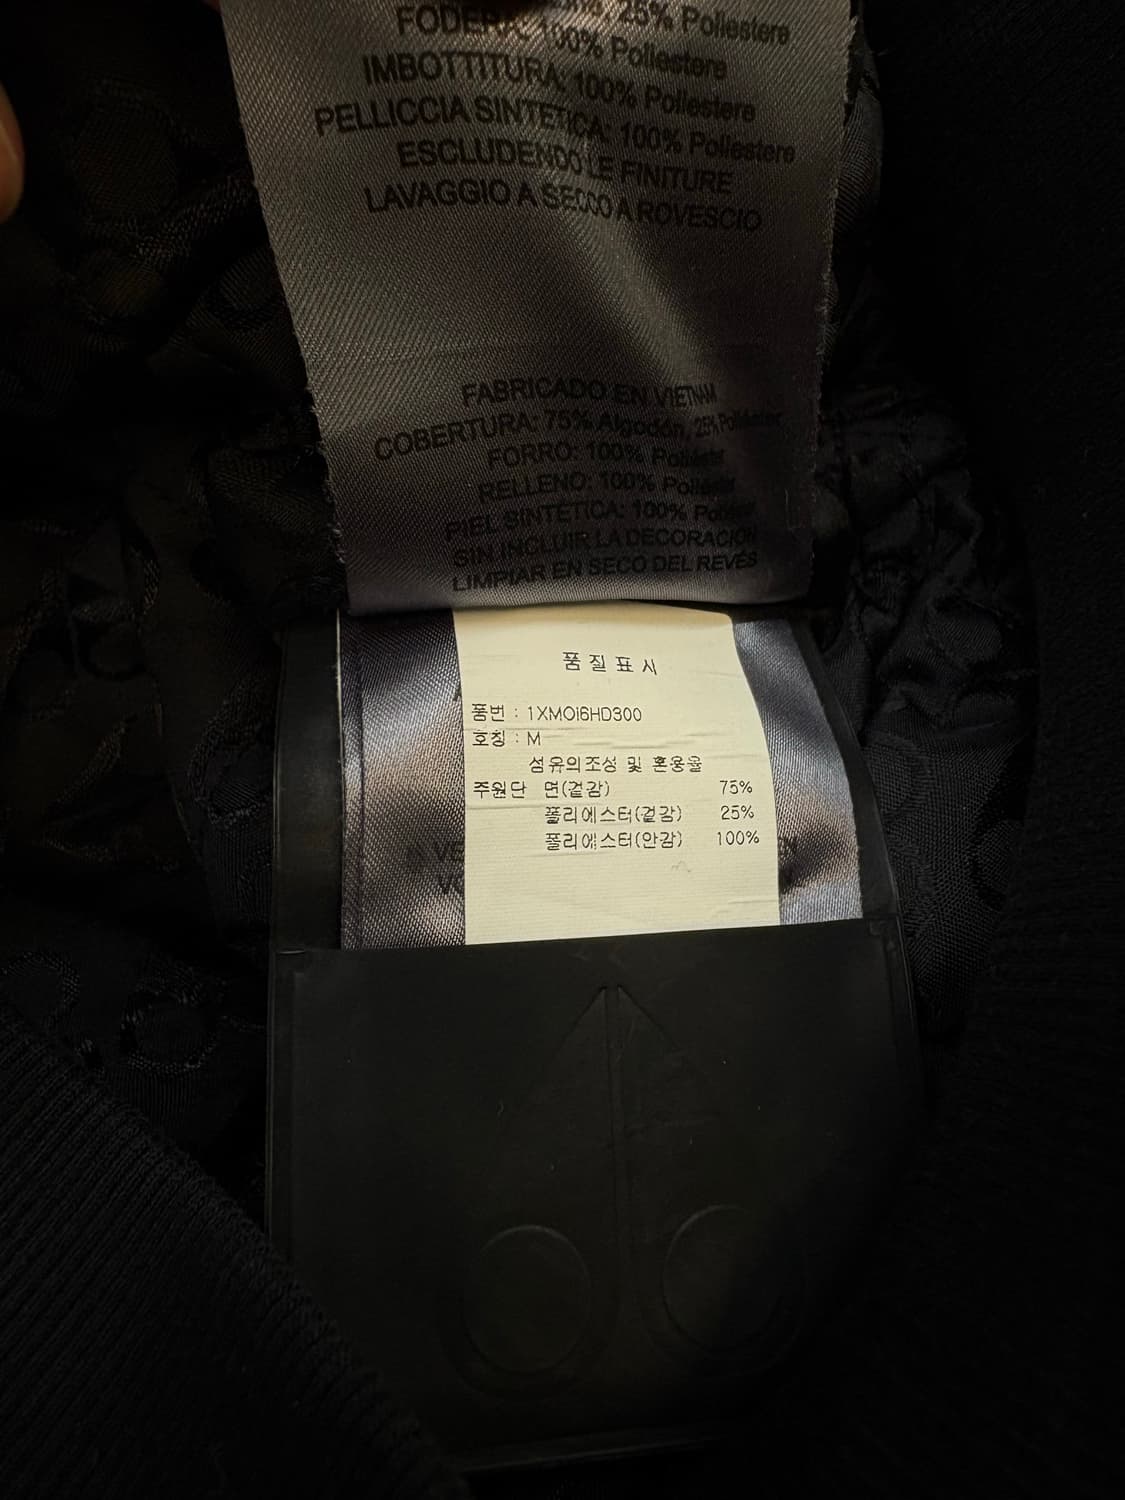 25% Poliestere
FODERA: 100% Poliestere
IMBOTTITURA: 100% Poliestere
PELLICCIA SINTETICA: 100% Poliestere
ESCLUDENDO LE FINITURE
LAVAGGIO A SECCO A ROVESCIO
FABRICADO EN VIETNAM
COBERTURA: 75% Algodón, 25% Poliéster
FORRO: 100% Poliéster
RELLENO: 100% Poliéster
PIEL SINTÉTICA: 100% Poliéster
SIN INCLUIR LA DECORACIÓN
LIMPIAR EN SECO DEL REVÉS
품질표시
품번 : 1XMOi6HD300
호칭 : M
섬유의조성 및 혼용율
주원단 면(겉감) 75%
폴리에스터(겉감) 25%
폴리에스터(안감) 100%